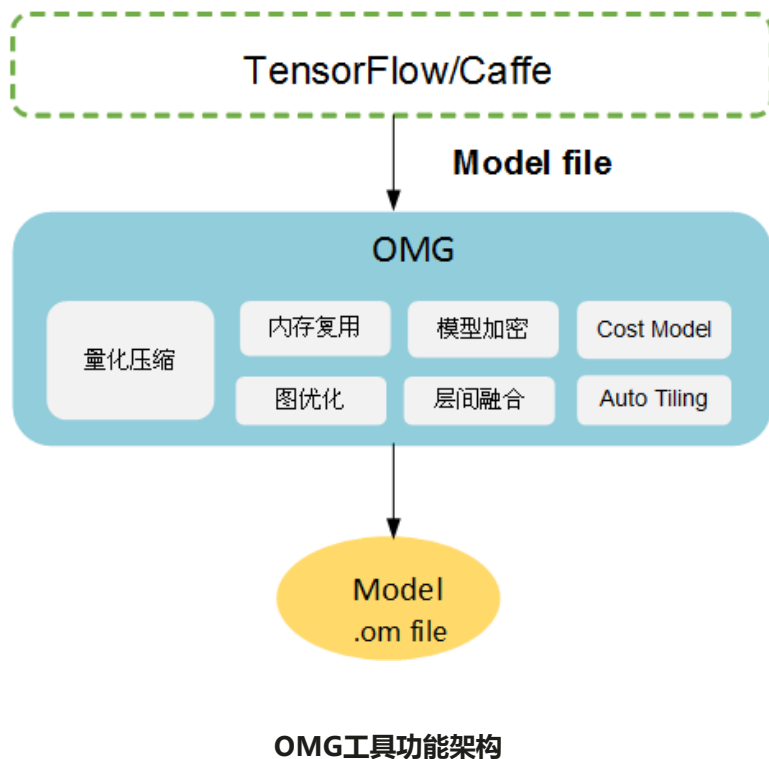 TensorFlow/Caffe
Model file
OMG
量化压缩
内存复用
模型加密
Cost Model
图优化
层间融合
Auto Tiling
Model
.om file
OMG工具功能架构